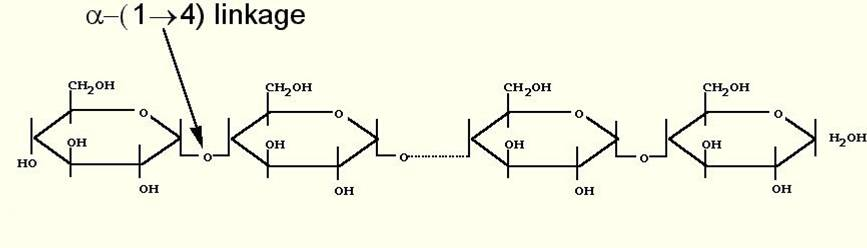 α–(1→4) linkage
CH2OH CH2OH CH2OH CH2OH
O O O O
OH OH OH OH
HO O O O H2OH
OH OH OH OH